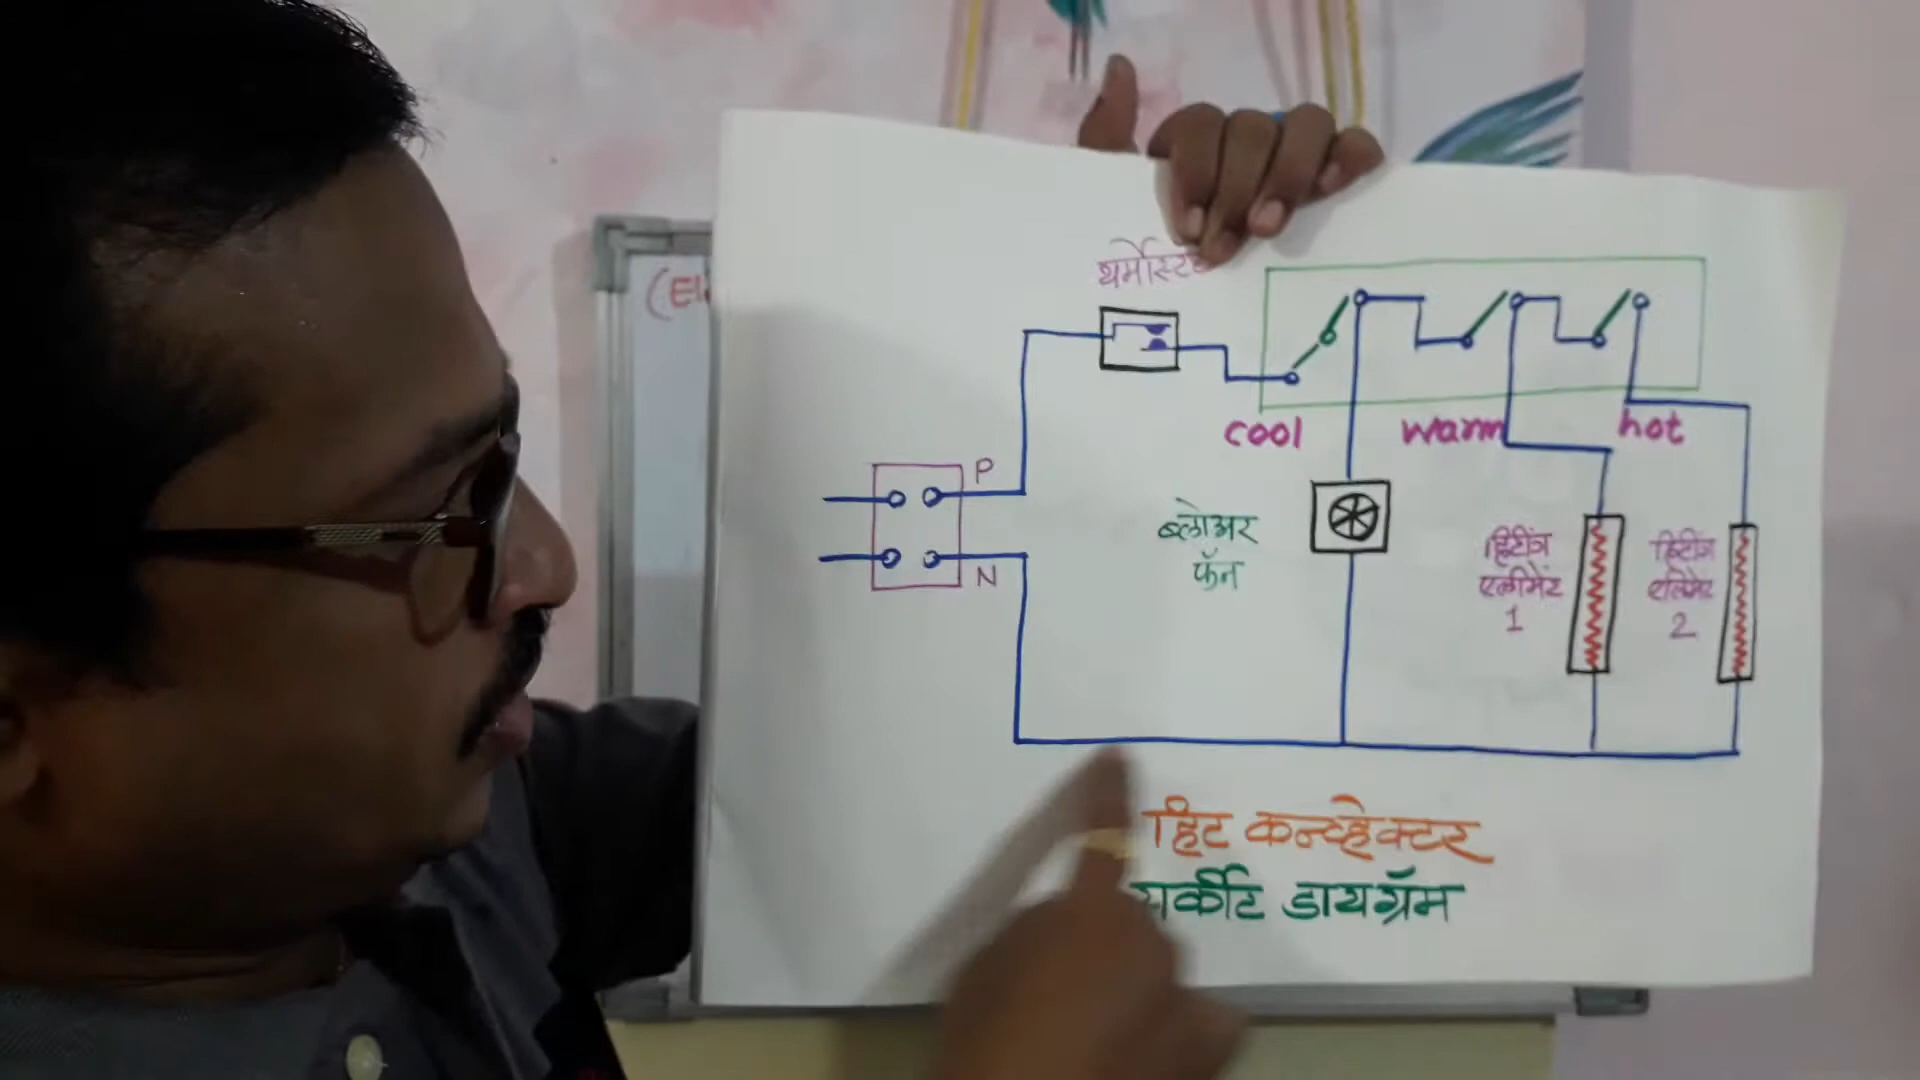 थर्मोस्टॅट
cool
warm
hot
P
N
ब्लोअर
फॅन
हिटींग
एलीमेंट
1
हिटींग
एलिमेंट
2
हिट कन्व्हेक्टर
सर्कीट डायग्रॅम